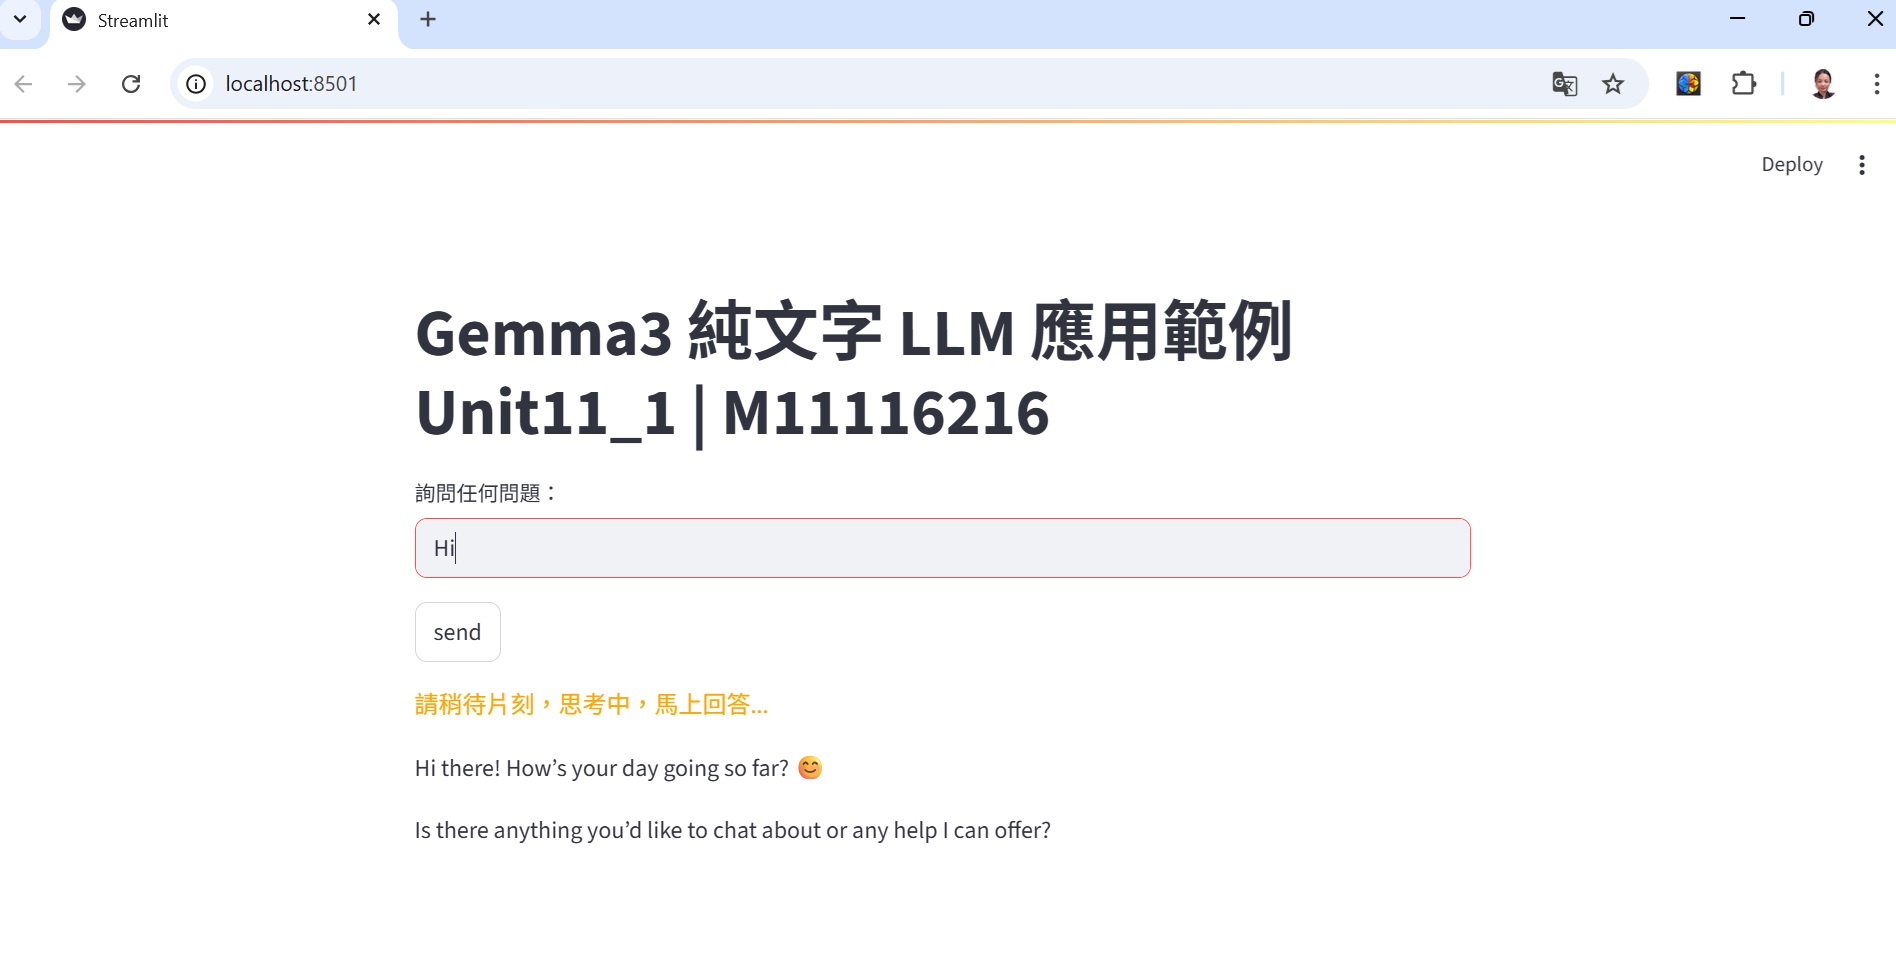 Streamlit
localhost:8501
Deploy
Gemma3 純文字 LLM 應用範例
Unit11_1 | M11116216
詢問任何問題：
Hi
send
請稍待片刻，思考中，馬上回答...
Hi there! How’s your day going so far? 😊
Is there anything you’d like to chat about or any help I can offer?